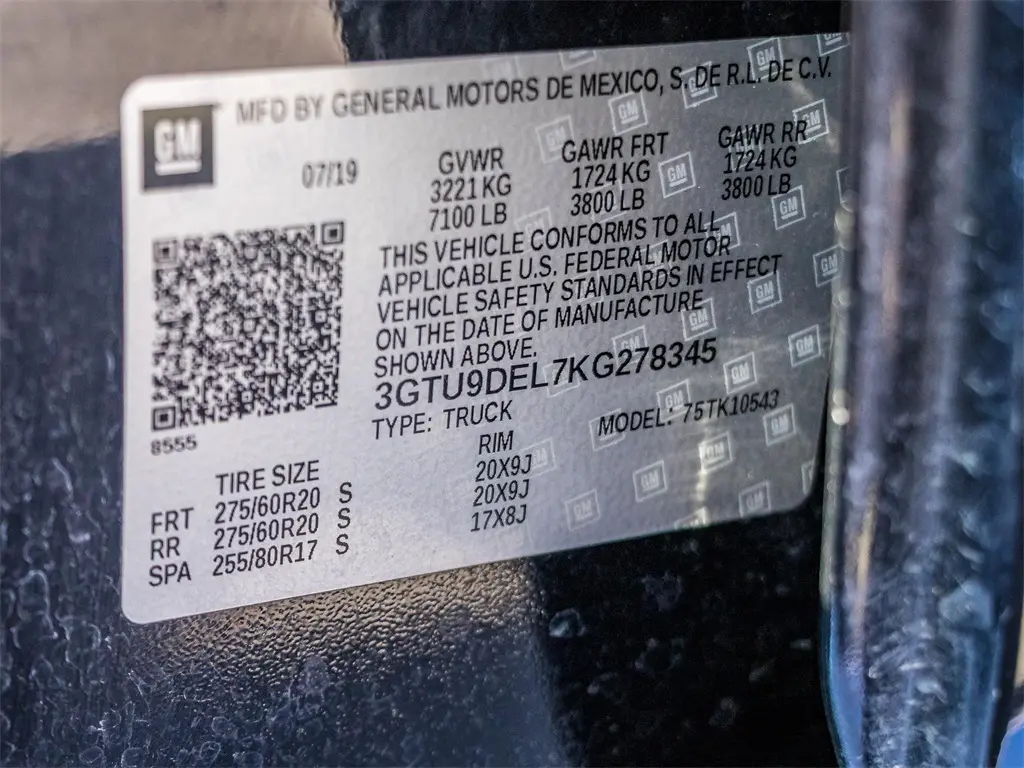 GM
MFD BY GENERAL MOTORS DE MEXICO, S. DE R.L. DE C.V.
07/19
GVWR GAWR FRT GAWR RR
3221 KG 1724 KG 1724 KG
7100 LB 3800 LB 3800 LB
THIS VEHICLE CONFORMS TO ALL
APPLICABLE U.S. FEDERAL MOTOR
VEHICLE SAFETY STANDARDS IN EFFECT
ON THE DATE OF MANUFACTURE
SHOWN ABOVE.
3GTU9DEL7KG278345
TYPE: TRUCK MODEL: 75TK10543
8555
TIRE SIZE RIM
FRT 275/60R20 S 20X9J
RR 275/60R20 S 20X9J
SPA 255/80R17 S 17X8J